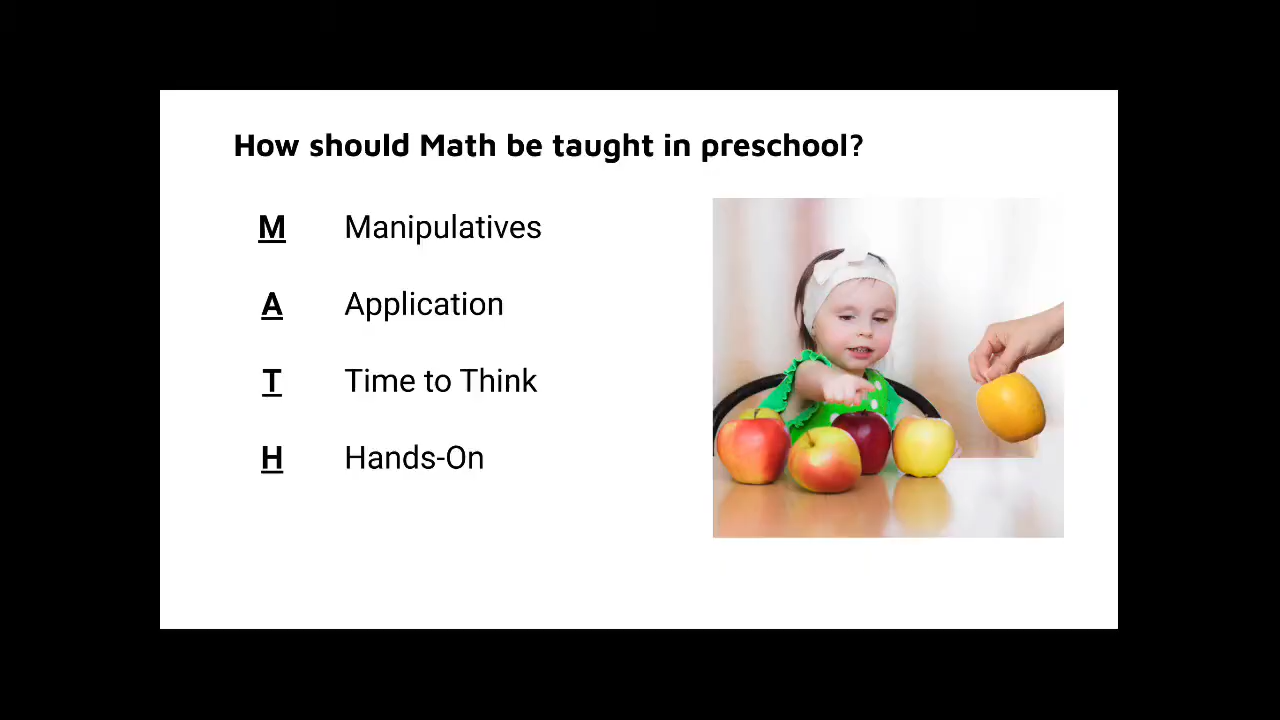 How should Math be taught in preschool?
M Manipulatives
A Application
T Time to Think
H Hands-On